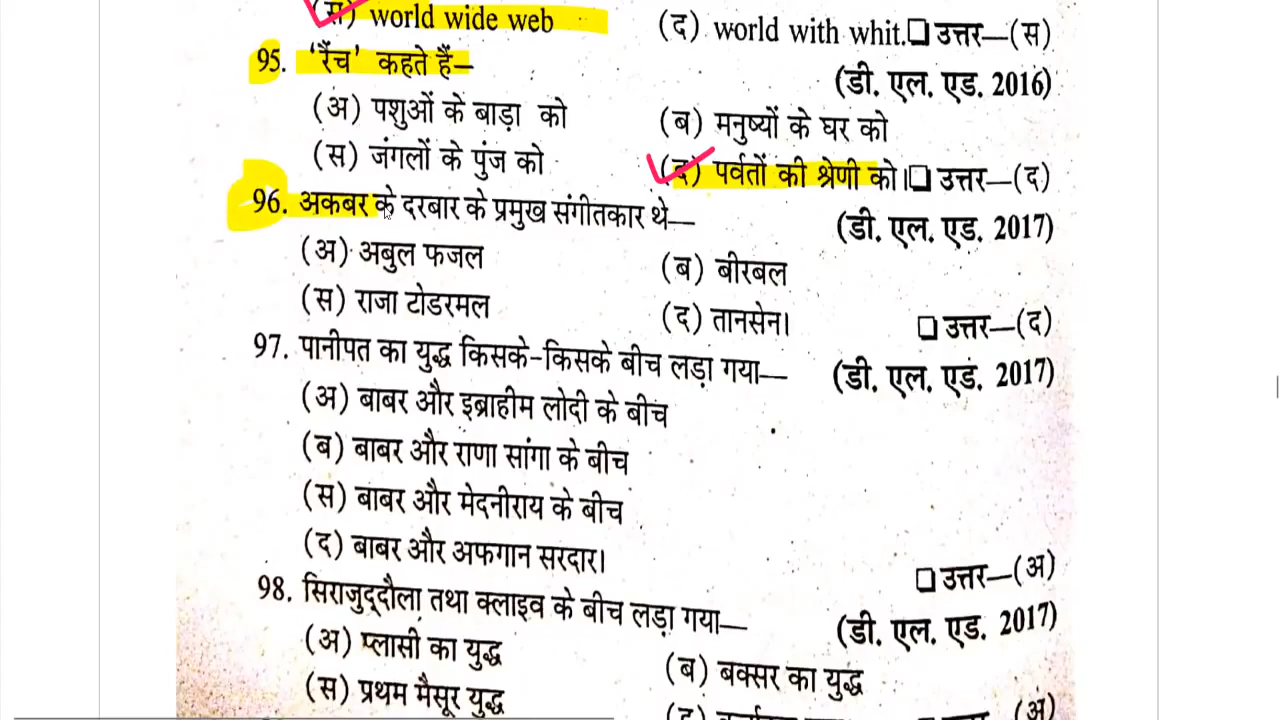 (स) world wide web (द) world with whit. उत्तर—(स)
95. 'रैंच' कहते हैं—
(डी. एल. एड. 2016)
(अ) पशुओं के बाड़ा को (ब) मनुष्यों के घर को
(स) जंगलों के पुंज को (द) पर्वतों की श्रेणी को। उत्तर—(द)
96. अकबर के दरबार के प्रमुख संगीतकार थे— (डी. एल. एड. 2017)
(अ) अबुल फजल (ब) बीरबल
(स) राजा टोडरमल (द) तानसेन। उत्तर—(द)
97. पानीपत का युद्ध किसके-किसके बीच लड़ा गया— (डी. एल. एड. 2017)
(अ) बाबर और इब्राहीम लोदी के बीच
(ब) बाबर और राणा सांगा के बीच
(स) बाबर और मेदनीराय के बीच
(द) बाबर और अफगान सरदार।
उत्तर—(अ)
98. सिराजुद्दौला तथा क्लाइव के बीच लड़ा गया— (डी. एल. एड. 2017)
(अ) प्लासी का युद्ध (ब) बक्सर का युद्ध
(स) प्रथम मैसूर युद्ध (अ)